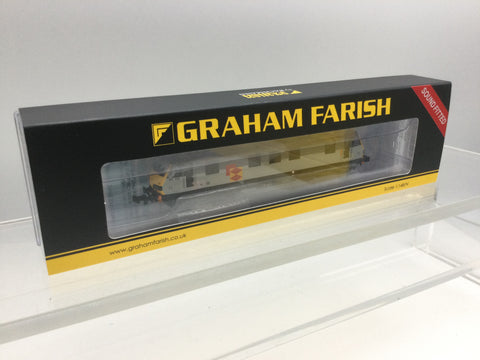 GRAHAM FARISH
SOUND FITTED
www.grahamfarish.co.uk
Scale 1:148/N